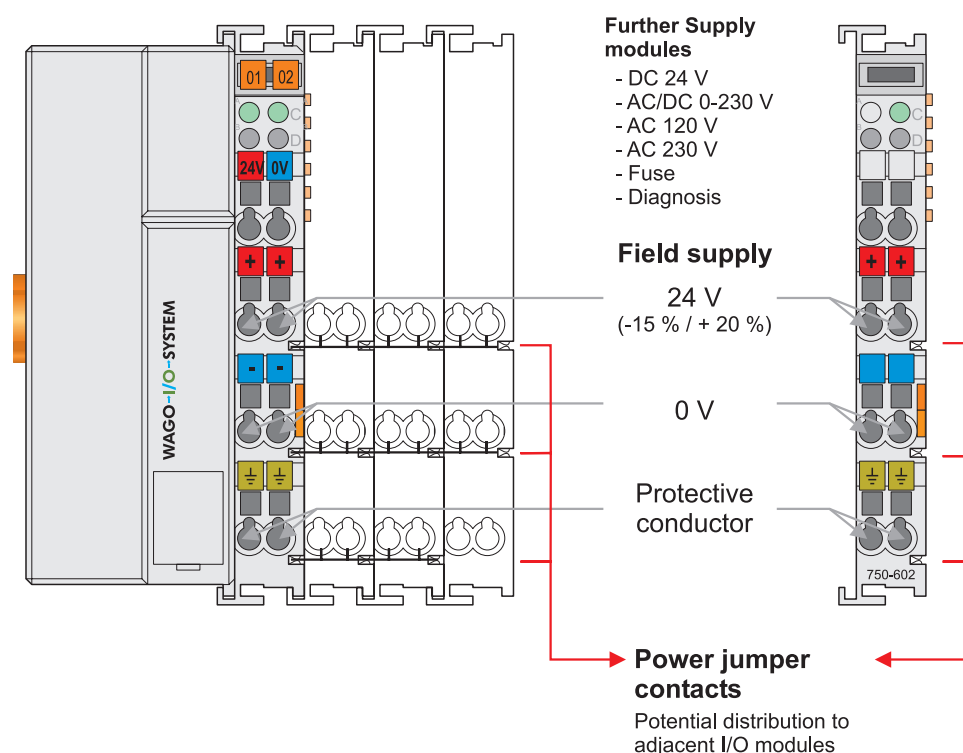 Further Supply
modules
- DC 24 V
- AC/DC 0-230 V
- AC 120 V
- AC 230 V
- Fuse
- Diagnosis
Field supply
24 V
(-15 % / + 20 %)
0 V
Protective
conductor
Power jumper
contacts
Potential distribution to
adjacent I/O modules
WAGO-I/O-SYSTEM
01 02
A C
B D
24V 0V
+ +
- -
A C
B D
+ +
750-602